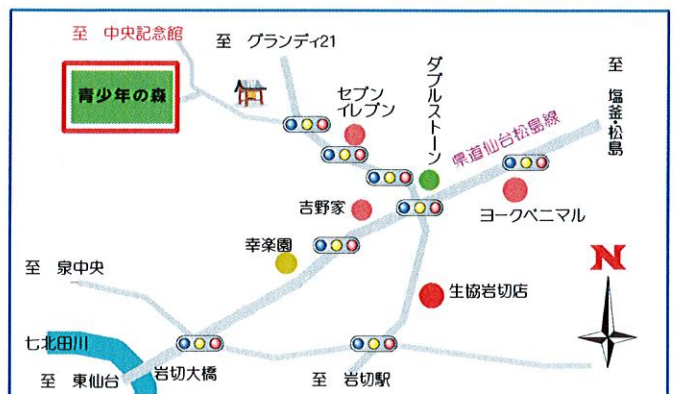 至 中央記念館
至 グランディ21
青少年の森
セブン
イレブン
ダブルストーン
県道仙台松島線
至 塩釜・松島
吉野家
ヨークベニマル
幸楽園
至 泉中央
生協岩切店
N
七北田川
至 東仙台
岩切大橋
至 岩切駅